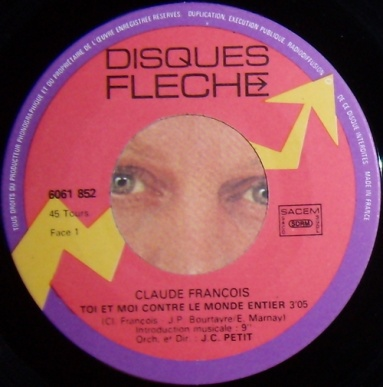 TOUS DROITS DU PRODUCTEUR PHONOGRAPHIQUE ET DU PROPRIETAIRE DE L'ŒUVRE ENREGISTREE RESERVES. DUPLICATION, EXECUTION PUBLIQUE, RADIODIFFUSION DE CE DISQUE INTERDITES. MADE IN FRANCE
DISQUES
FLECHE
6061 852
45 Tours
Face 1
SACEM
SDRM
CLAUDE FRANCOIS
TOI ET MOI CONTRE LE MONDE ENTIER 3'05
(Cl. François - J.P. Bourtayre/E. Marnay)
Introduction musicale : 9"
Orch. et Dir. : J.C. PETIT